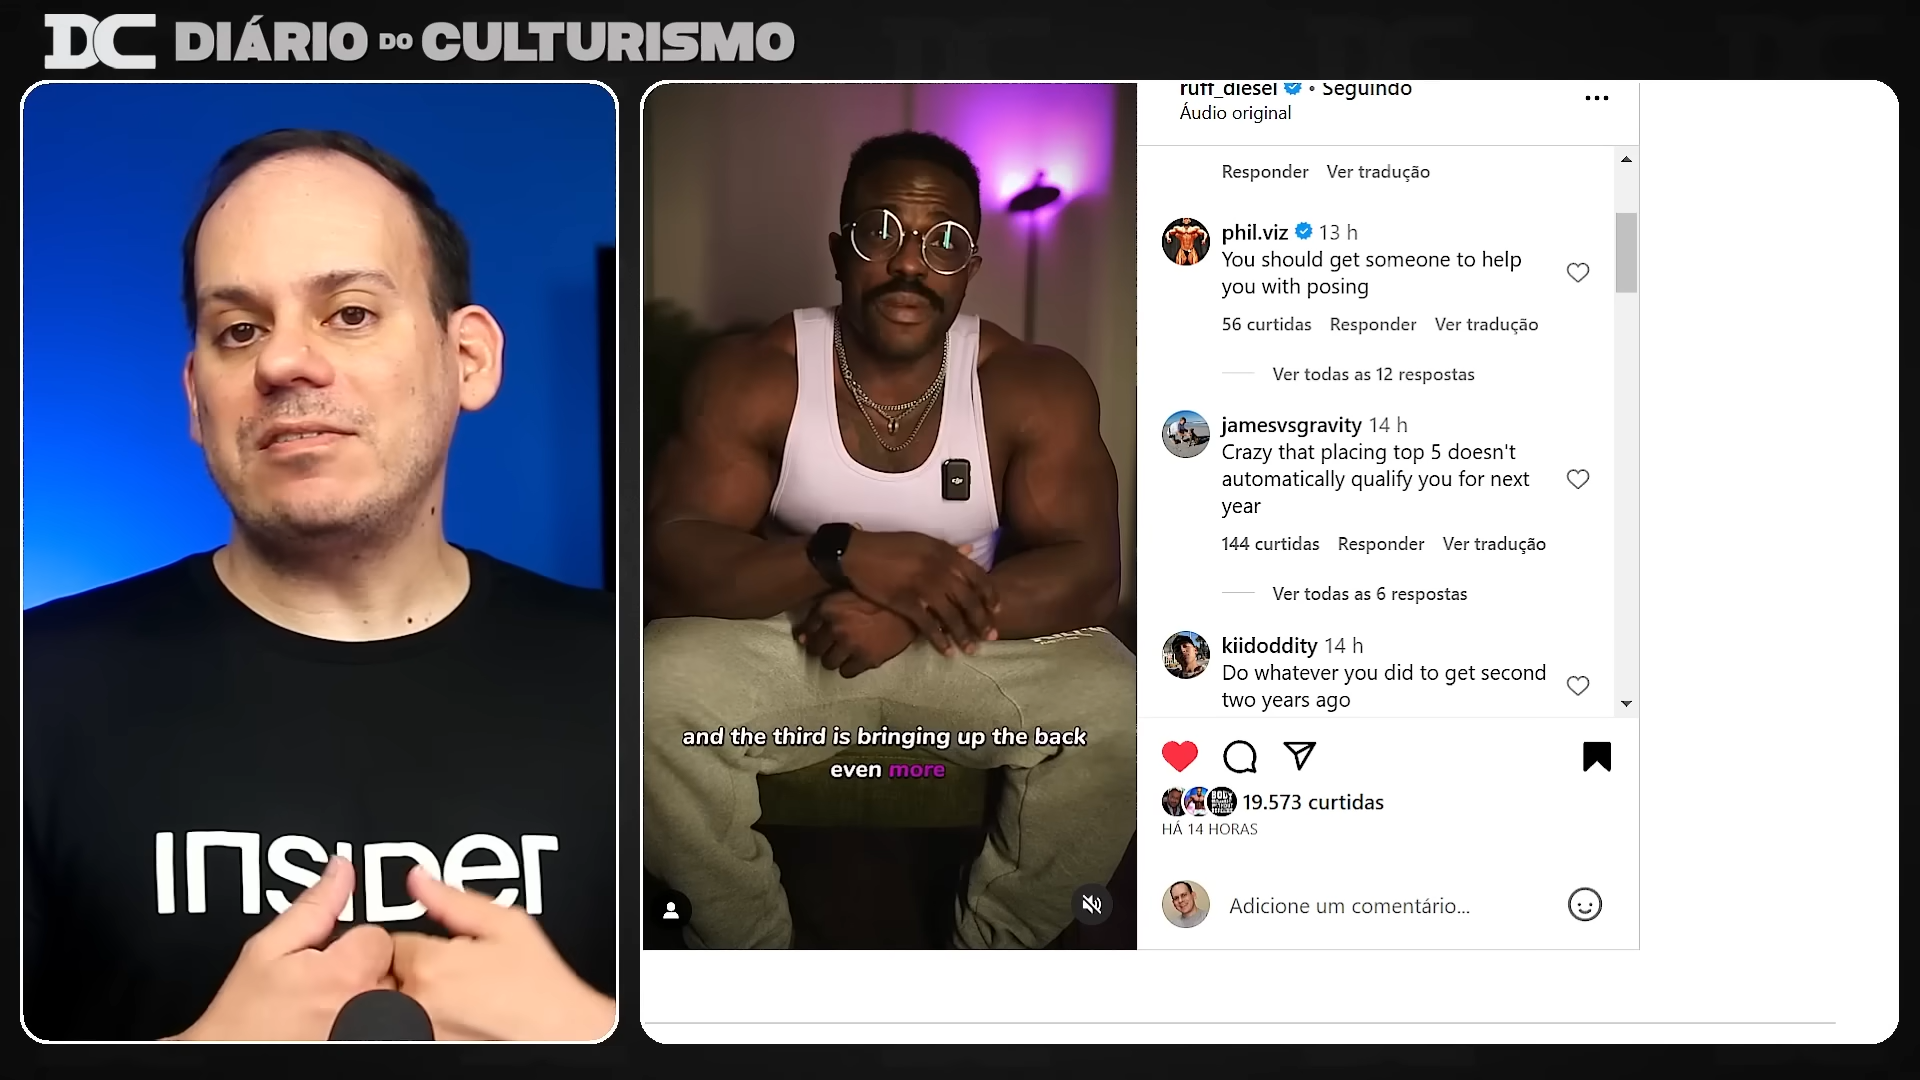 DC DIÁRIO DO CULTURISMO
INSIDER
and the third is bringing up the back
even more
ruff_diesel • Seguindo
Áudio original
Responder Ver tradução
phil.viz 13 h
You should get someone to help
you with posing
56 curtidas Responder Ver tradução
Ver todas as 12 respostas
jamesvsgravity 14 h
Crazy that placing top 5 doesn't
automatically qualify you for next
year
144 curtidas Responder Ver tradução
Ver todas as 6 respostas
kiidoddity 14 h
Do whatever you did to get second
two years ago
19.573 curtidas
HÁ 14 HORAS
Adicione um comentário...